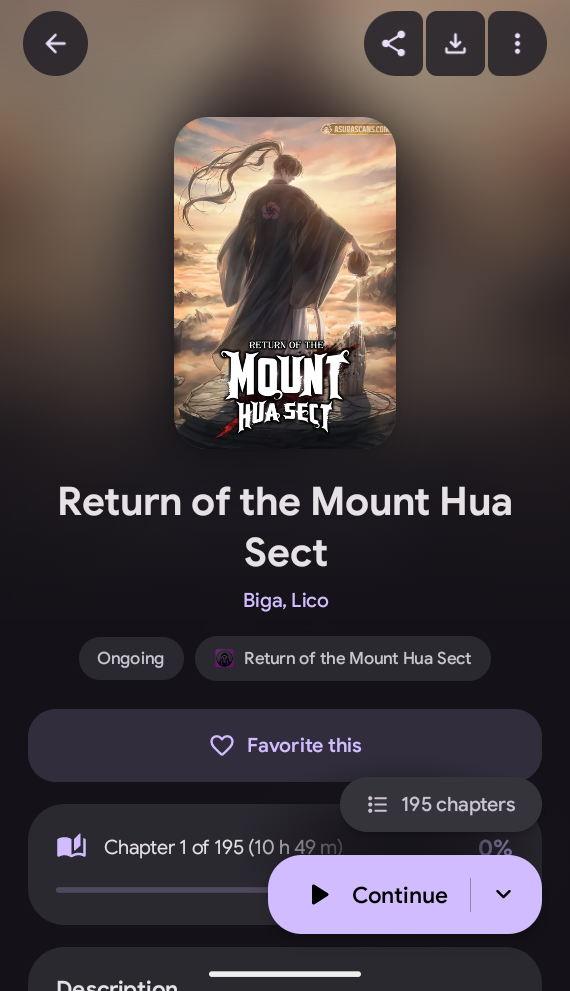 ASURASCANS.COM
RETURN OF THE
MOUNT
HUA SECT
Return of the Mount Hua
Sect
Biga, Lico
Ongoing
Return of the Mount Hua Sect
Favorite this
195 chapters
Chapter 1 of 195 (10 h 49 m)
0%
Continue
Description